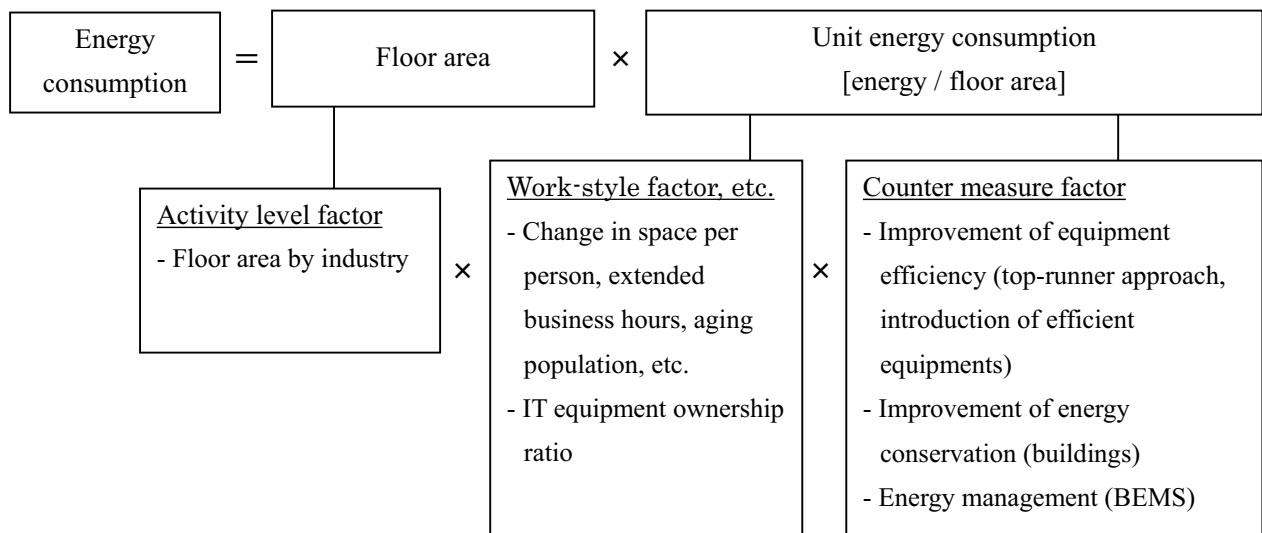 Energy
consumption
=
Floor area
×
Unit energy consumption
[energy / floor area]
Activity level factor
- Floor area by industry
×
Work-style factor, etc.
- Change in space per
person, extended
business hours, aging
population, etc.
- IT equipment ownership
ratio
×
Counter measure factor
- Improvement of equipment
efficiency (top-runner approach,
introduction of efficient
equipments)
- Improvement of energy
conservation (buildings)
- Energy management (BEMS)